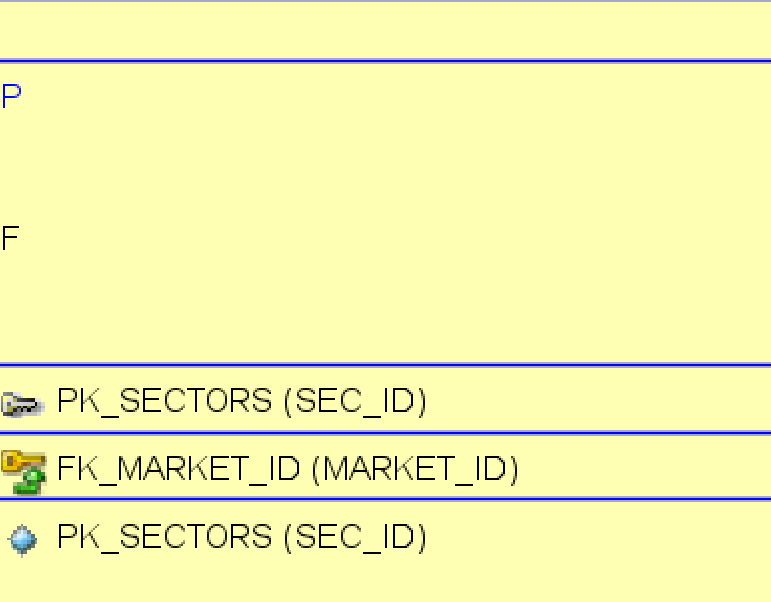 P
F
PK_SECTORS (SEC_ID)
FK_MARKET_ID (MARKET_ID)
PK_SECTORS (SEC_ID)